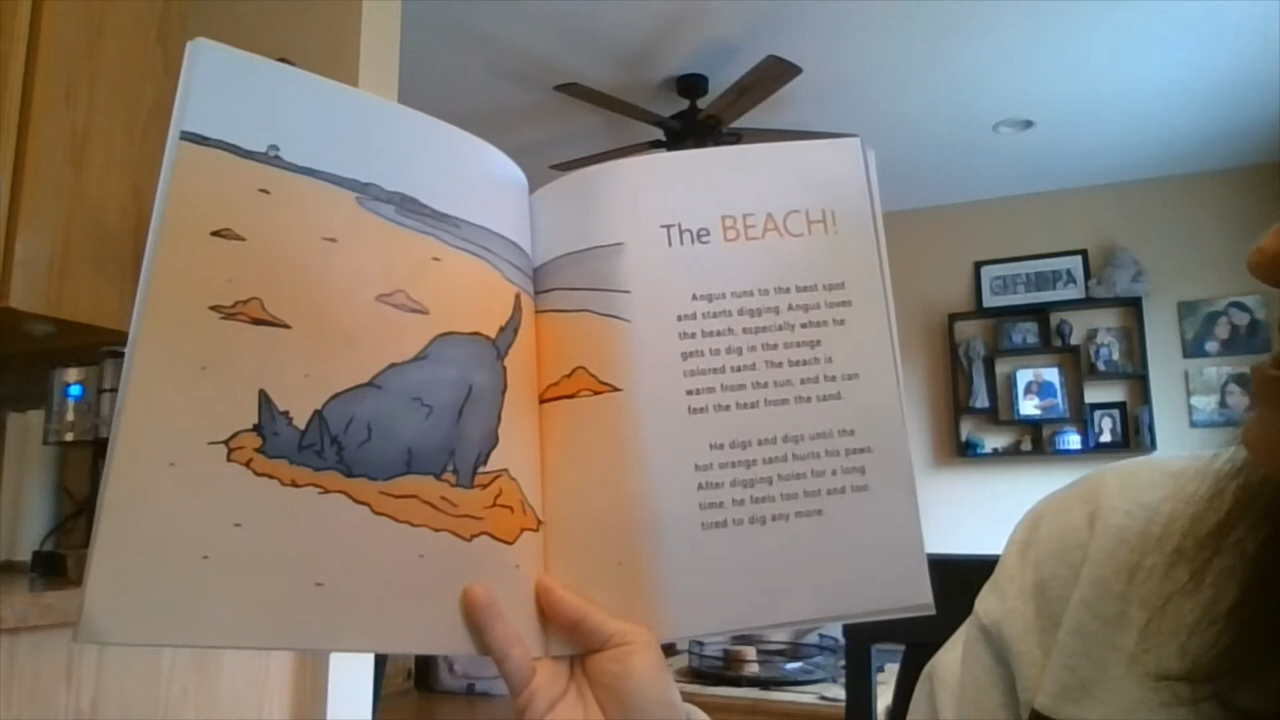 The BEACH!
Angus runs to the best spot
and starts digging. Angus loves
the beach, especially when he
gets to dig in the orange
colored sand. The beach is
warm from the sun, and he can
feel the heat from the sand.
He digs and digs until the
hot orange sand hurts his paws.
After digging holes for a long
time, he feels too hot and too
tired to dig any more.